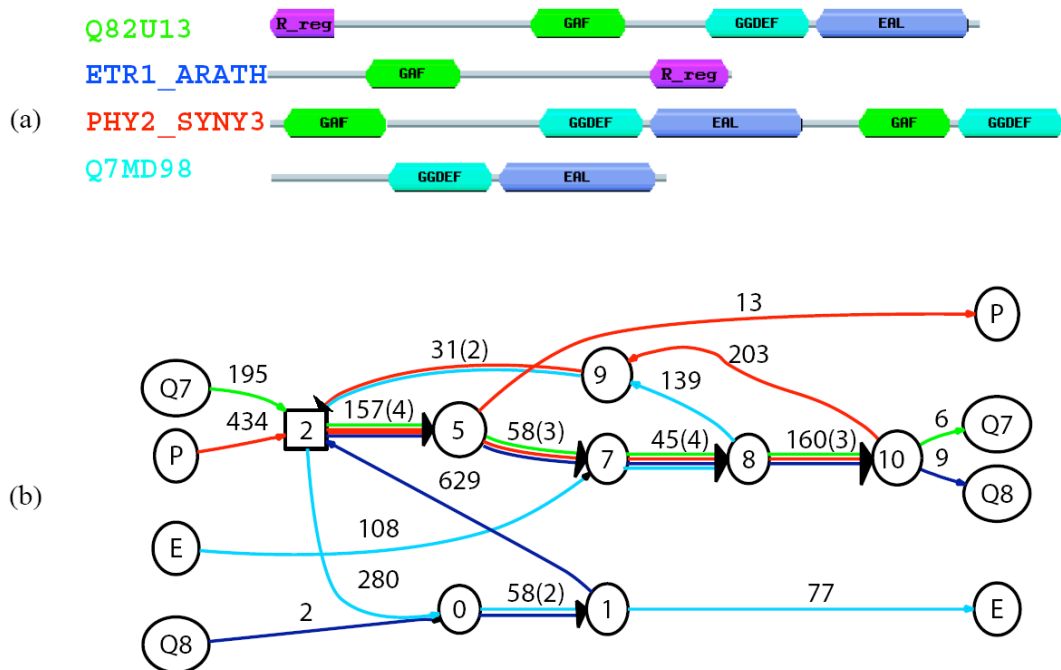 Q82U13 R_reg GAF GGDEF EAL
ETR1_ARATH GAF R_reg
(a) PHY2_SYNY3 GAF GGDEF EAL GAF GGDEF
Q7MD98 GGDEF EAL
13 P
31(2) 9 203
Q7 195 139
434 2 157(4) 5 58(3) 7 45(4) 8 160(3) 10 6 Q7
P 9 Q8
629
(b)
E 108
280
Q8 2 0 58(2) 1 77 E